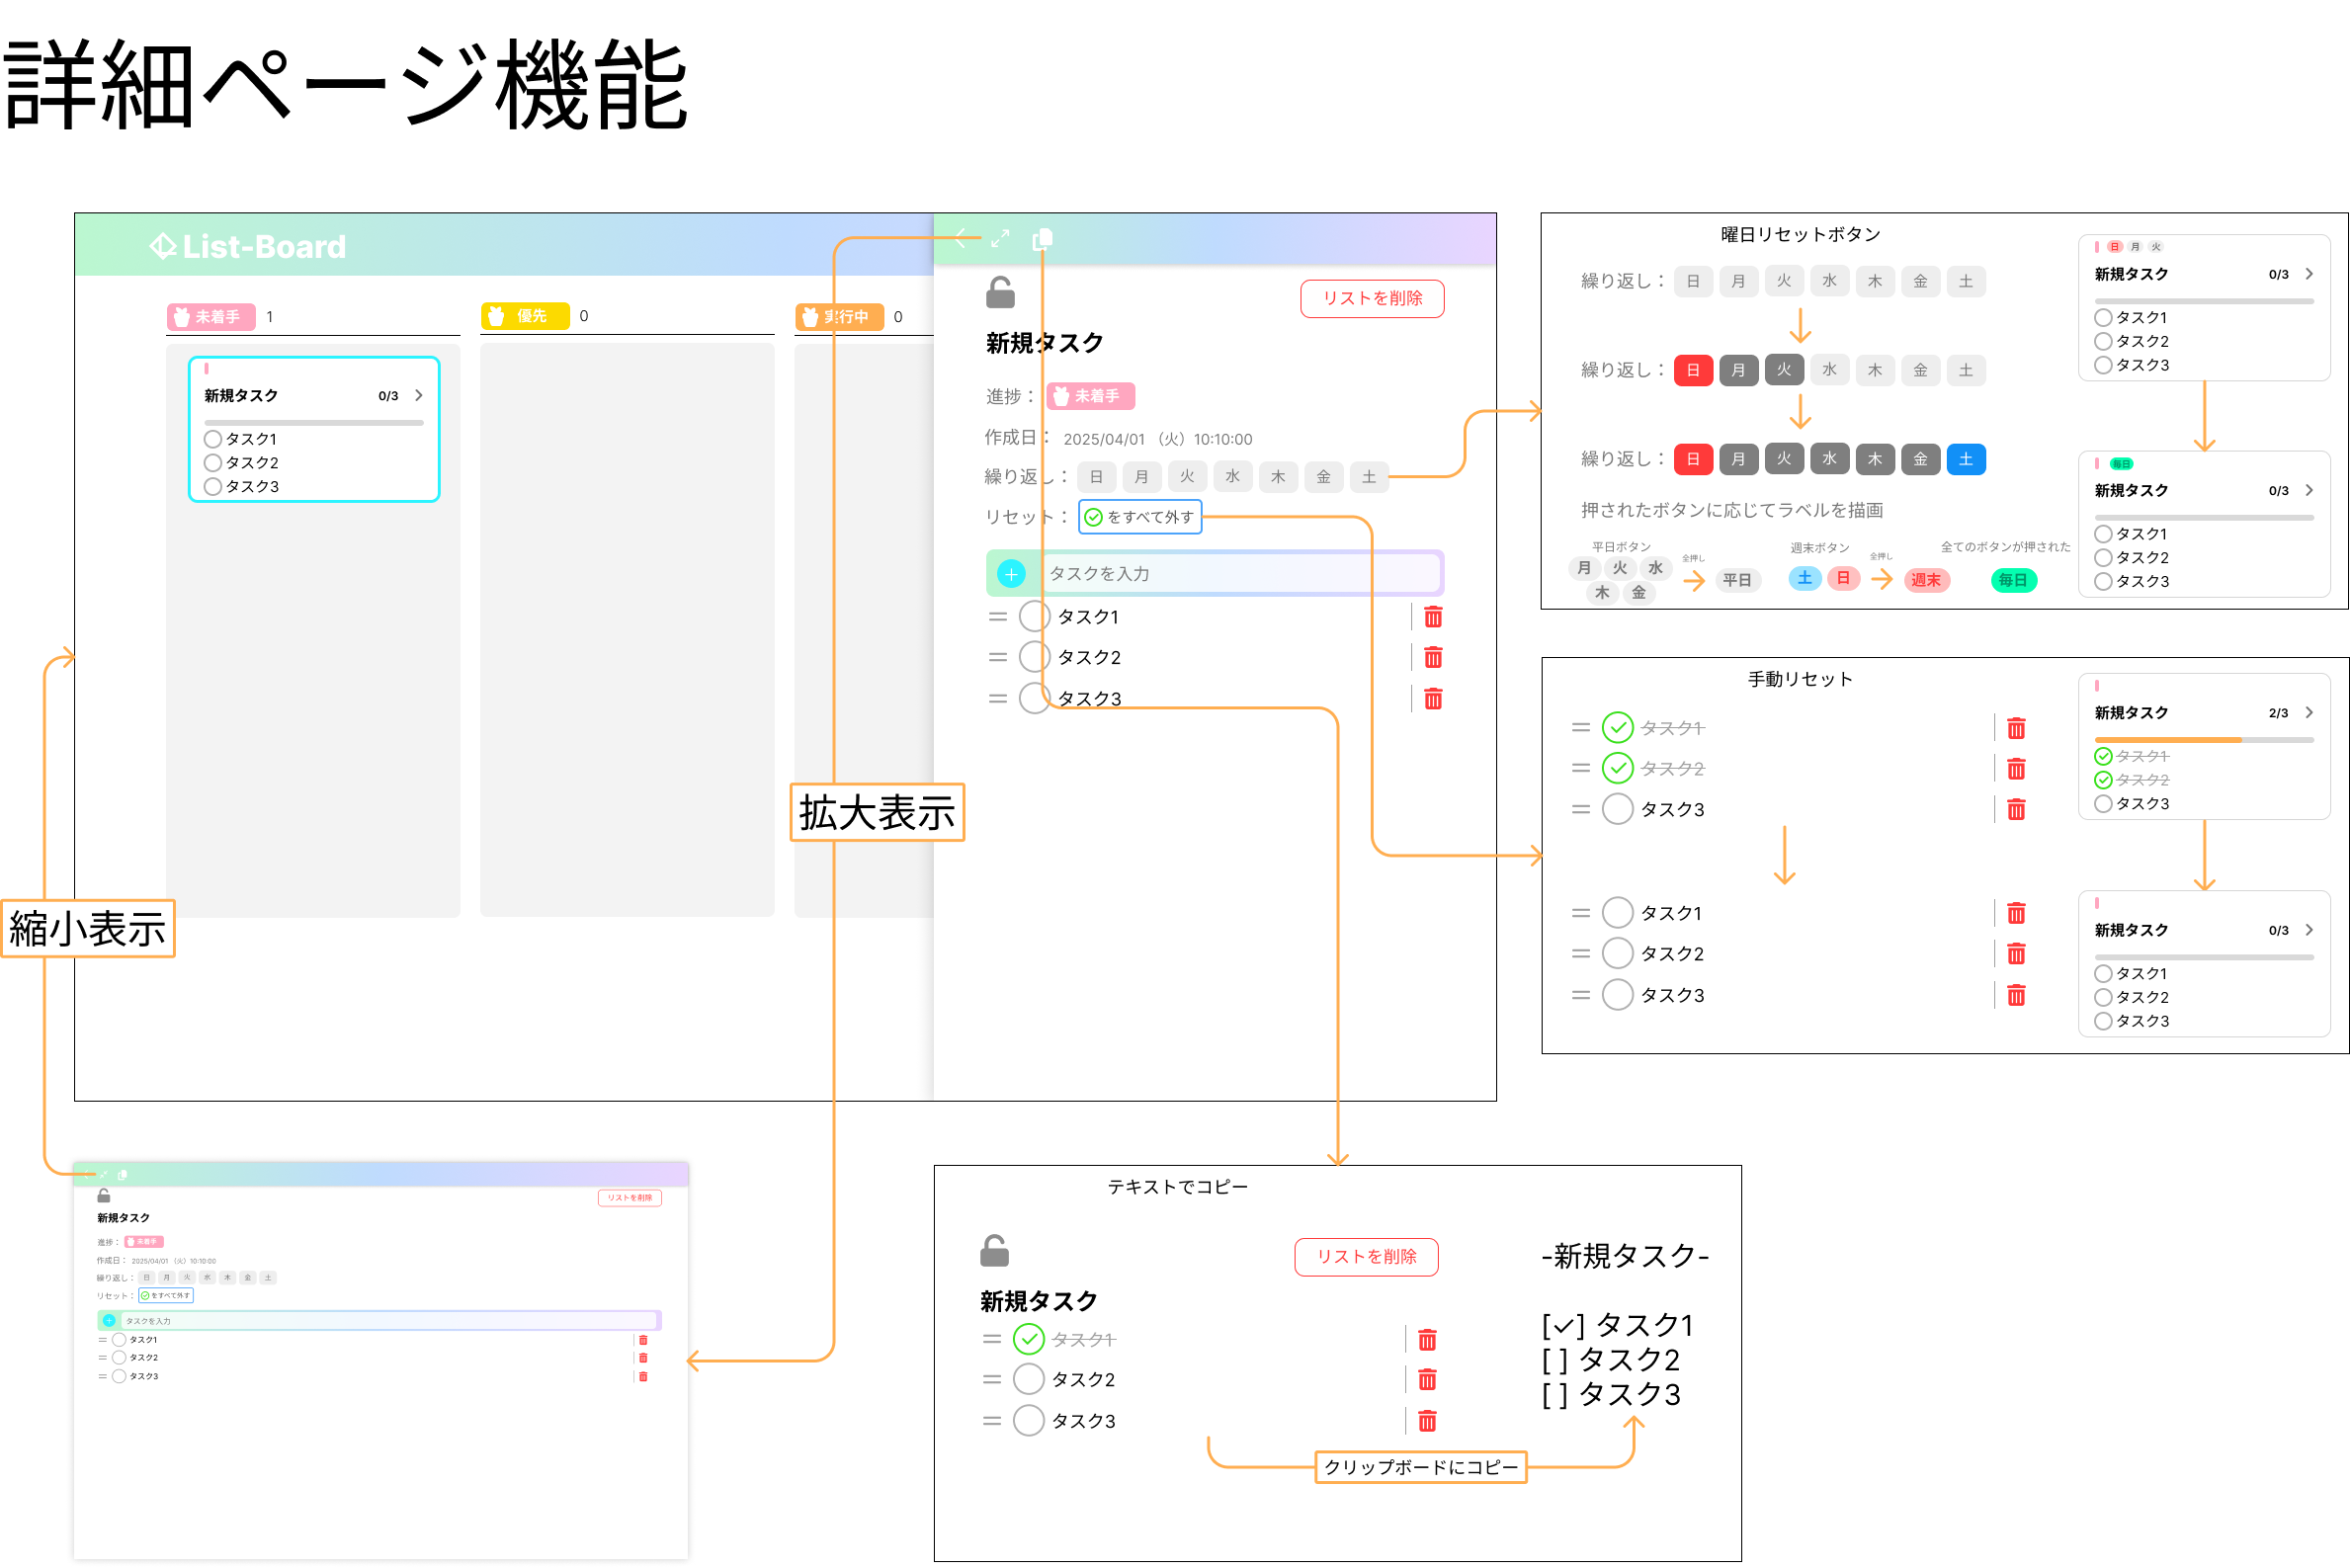 詳細ページ機能
List-Board
未着手 1
優先 0
実行中 0
新規タスク 0/3
タスク1
タスク2
タスク3
リストを削除
新規タスク
進捗： 未着手
作成日： 2025/04/01 （火）10:10:00
繰り返し： 日 月 火 水 木 金 土
リセット： をすべて外す
タスクを入力
タスク1
タスク2
タスク3
拡大表示
縮小表示
曜日リセットボタン
繰り返し： 日 月 火 水 木 金 土
繰り返し： 日 月 火 水 木 金 土
繰り返し： 日 月 火 水 木 金 土
押されたボタンに応じてラベルを描画
平日ボタン
月 火 水
木 金
全押し
平日
週末ボタン
土 日
全押し
週末
全てのボタンが押された
毎日
日 月 火
新規タスク 0/3
タスク1
タスク2
タスク3
毎日
新規タスク 0/3
タスク1
タスク2
タスク3
手動リセット
タスク1
タスク2
タスク3
タスク1
タスク2
タスク3
新規タスク 2/3
タスク1
タスク2
タスク3
新規タスク 0/3
タスク1
タスク2
タスク3
リストを削除
新規タスク
進捗： 未着手
作成日： 2025/04/01 （火）10:10:00
繰り返し： 日 月 火 水 木 金 土
リセット： をすべて外す
タスクを入力
タスク1
タスク2
タスク3
テキストでコピー
リストを削除
新規タスク
タスク1
タスク2
タスク3
-新規タスク-
[✓] タスク1
[ ] タスク2
[ ] タスク3
クリップボードにコピー